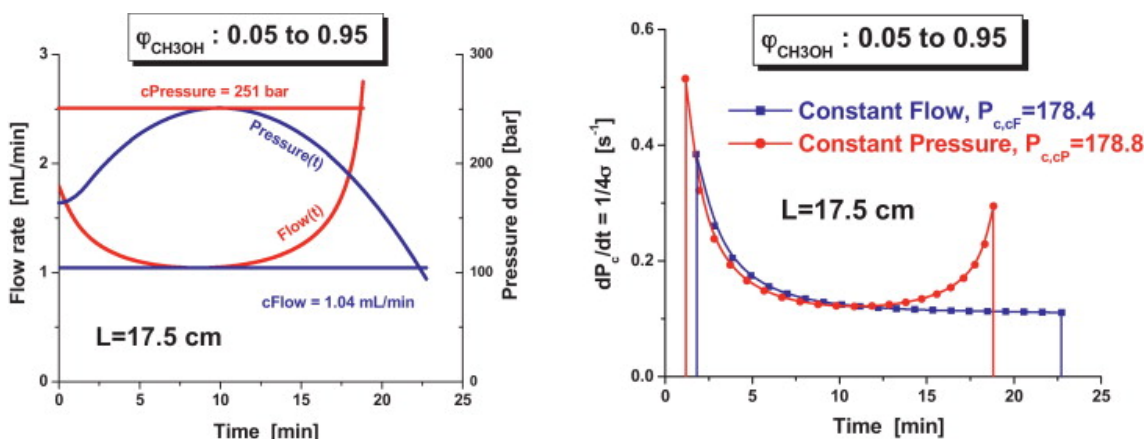 φCH3OH : 0.05 to 0.95
3
2
1
0
Flow rate [mL/min]
cPressure = 251 bar
Pressure(t)
Flow(t)
cFlow = 1.04 mL/min
L=17.5 cm
300
200
100
0
Pressure drop [bar]
0 5 10 15 20 25
Time [min]
φCH3OH : 0.05 to 0.95
0.6
0.4
0.2
0.0
dPc/dt = 1/4σ [s-1]
Constant Flow, Pc,cF=178.4
Constant Pressure, Pc,cP=178.8
L=17.5 cm
0 5 10 15 20 25
Time [min]